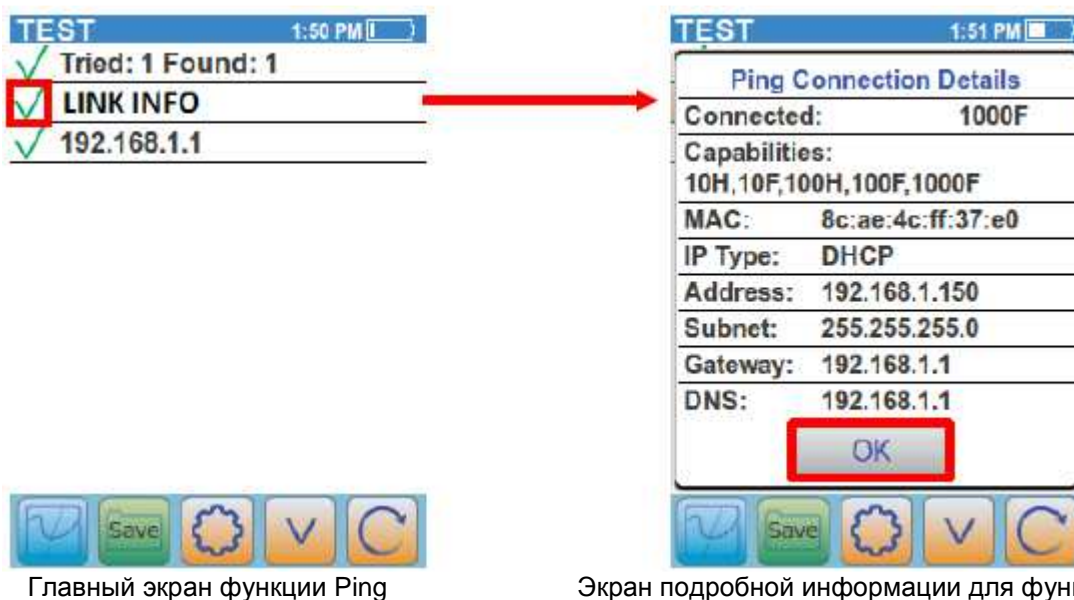 TEST 1:50 PM
Tried: 1 Found: 1
LINK INFO
192.168.1.1
Save
Главный экран функции Ping
TEST 1:51 PM
Ping Connection Details
Connected: 1000F
Capabilities:
10H,10F,100H,100F,1000F
MAC: 8c:ae:4c:ff:37:e0
IP Type: DHCP
Address: 192.168.1.150
Subnet: 255.255.255.0
Gateway: 192.168.1.1
DNS: 192.168.1.1
OK
Save
Экран подробной информации для